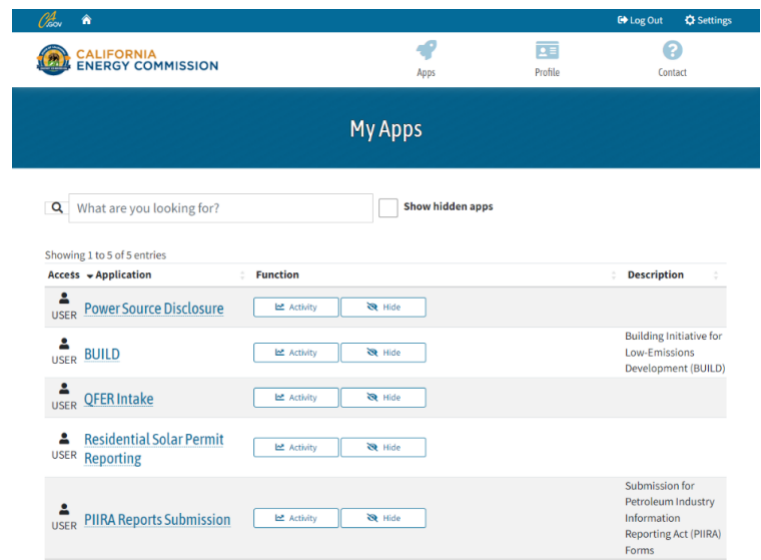 CA.GOV
Log Out Settings
CALIFORNIA
ENERGY COMMISSION
Apps Profile Contact
My Apps
What are you looking for? Show hidden apps
Showing 1 to 5 of 5 entries
Access Application Function Description
USER Power Source Disclosure Activity Hide
USER BUILD Activity Hide Building Initiative for
Low-Emissions
Development (BUILD)
USER QFER Intake Activity Hide
USER Residential Solar Permit
Reporting Activity Hide
USER PIIRA Reports Submission Activity Hide Submission for
Petroleum Industry
Information
Reporting Act (PIIRA)
Forms